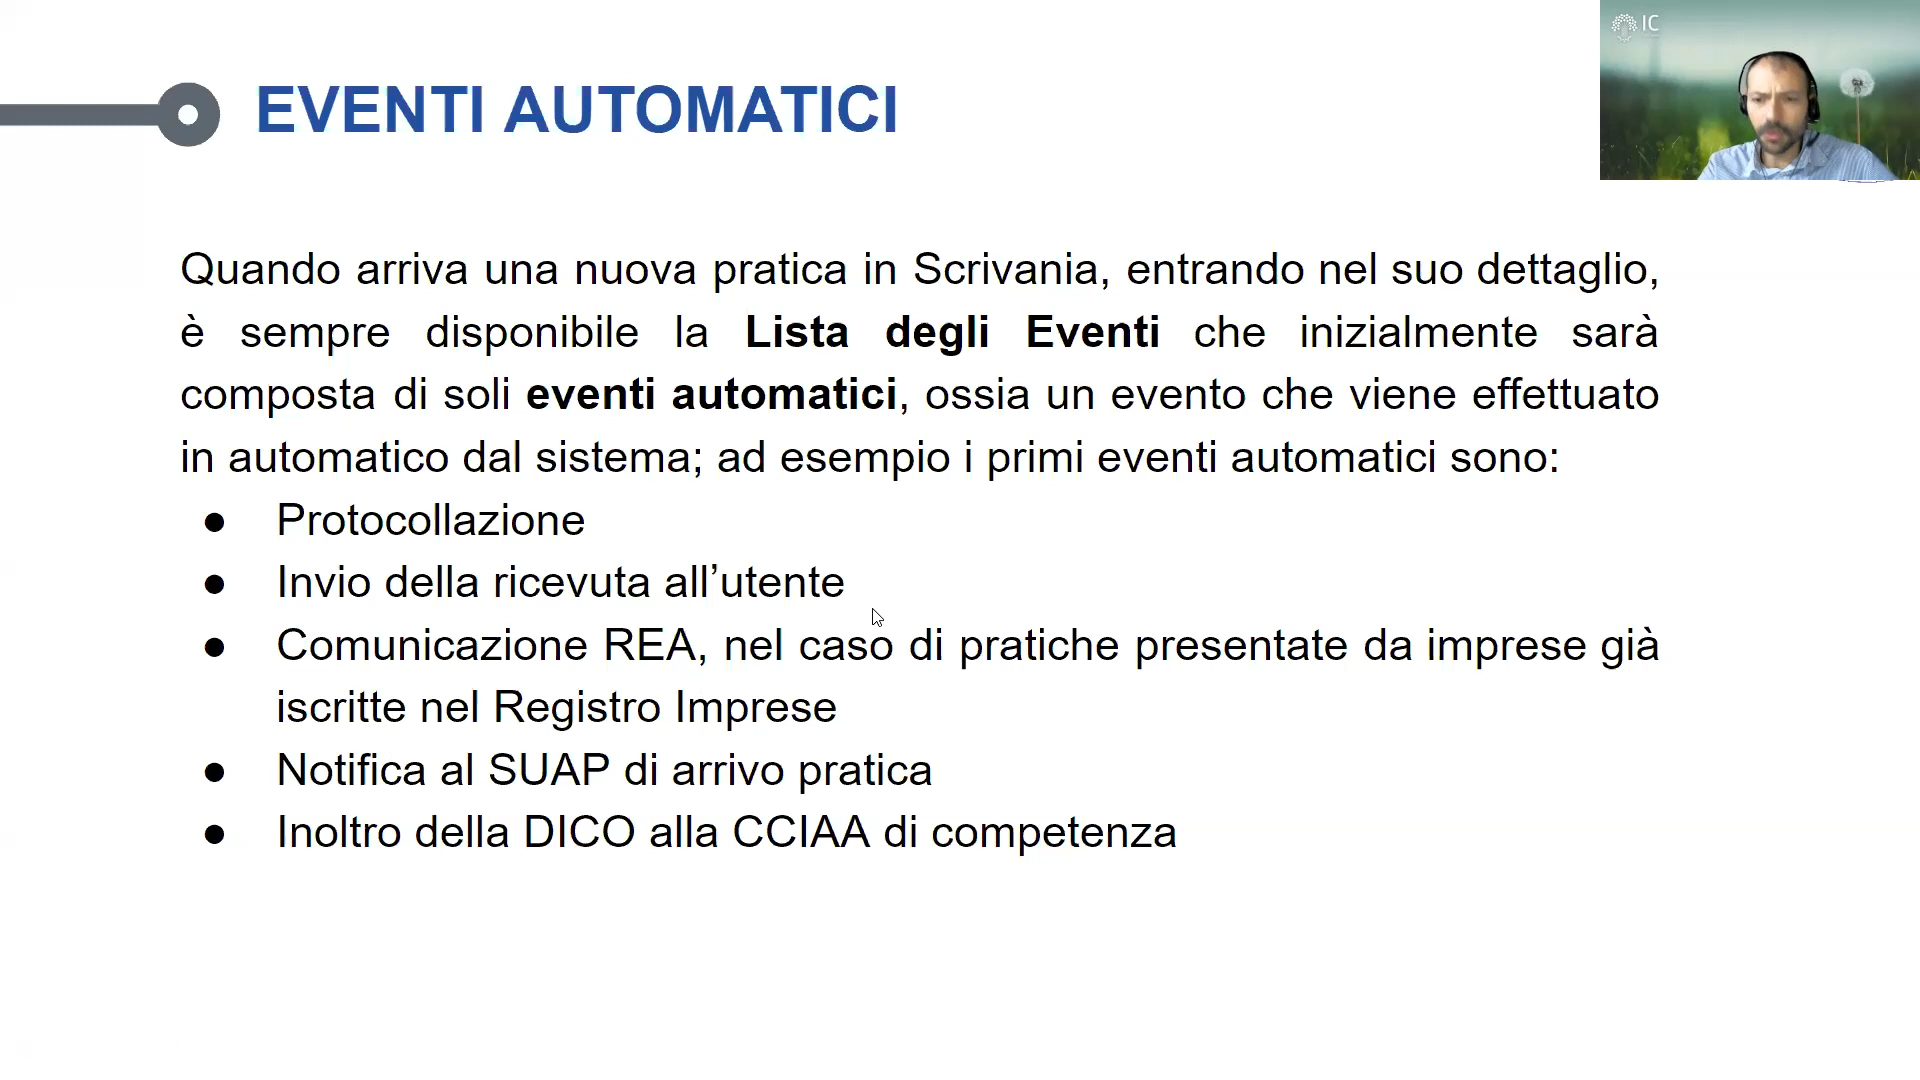 IC
EVENTI AUTOMATICI
Quando arriva una nuova pratica in Scrivania, entrando nel suo dettaglio,
è sempre disponibile la Lista degli Eventi che inizialmente sarà
composta di soli eventi automatici, ossia un evento che viene effettuato
in automatico dal sistema; ad esempio i primi eventi automatici sono:
● Protocollazione
● Invio della ricevuta all’utente
● Comunicazione REA, nel caso di pratiche presentate da imprese già
iscritte nel Registro Imprese
● Notifica al SUAP di arrivo pratica
● Inoltro della DICO alla CCIAA di competenza